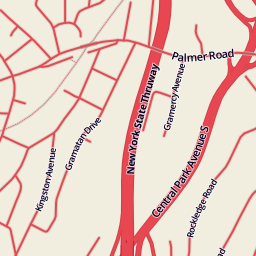 Palmer Road
New York State Thruway
Gramercy Avenue
Gramatan Drive
Kingston Avenue
Central Park Avenue S
Rockledge Road